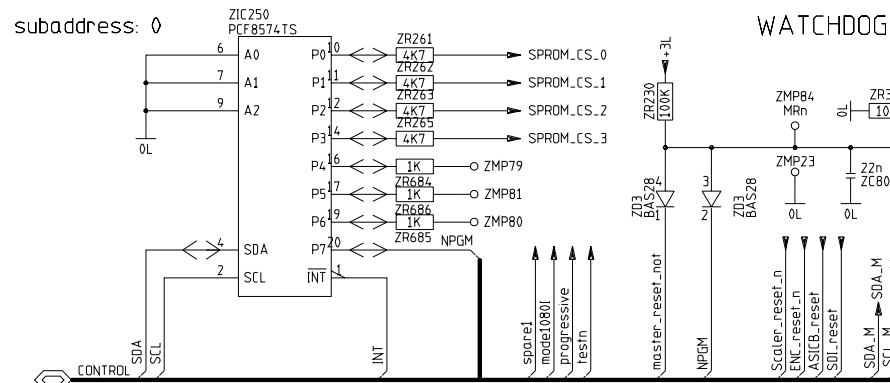 subaddress: 0
ZIC250
PCF8574TS
WATCHDOG
6 A0 P0 10 ZR261 4K7 SPROM_CS_0
7 A1 P1 11 ZR262 4K7 SPROM_CS_1
9 A2 P2 12 ZR263 4K7 SPROM_CS_2
P3 14 ZR265 4K7 SPROM_CS_3
0L
P4 16 1K ZMP79
ZR684
P5 17 1K ZMP81
ZR686
P6 19 1K ZMP80
ZR685
4 SDA P7 20 NPGM
2 SCL INT 1
+3L
ZR230
100K
ZMP84
MRn
ZMP23
0L
0L
ZR3
10
22n
ZC80
0L
4
ZD3
BAS28
1
3
ZD3
BAS28
2
SDA
SCL
INT
spare1
mode1080I
progressive
testn
master_reset_not
NPGM
Scaler_reset_n
ENC_reset_n
ASICB_reset
SDI_reset
SDA_M
SDA_M
SCL_M
CONTROL